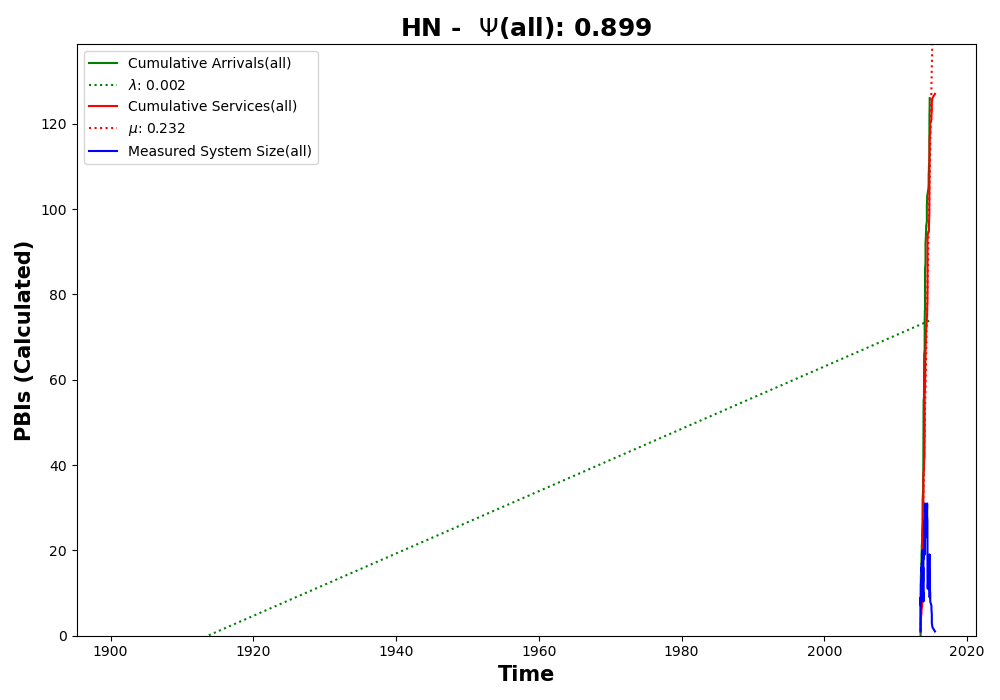 HN - Ψ(all): 0.899
Cumulative Arrivals(all)
λ: 0.002
Cumulative Services(all)
μ: 0.232
Measured System Size(all)
PBIs (Calculated)
120
100
80
60
40
20
0
1900 1920 1940 1960 1980 2000 2020
Time